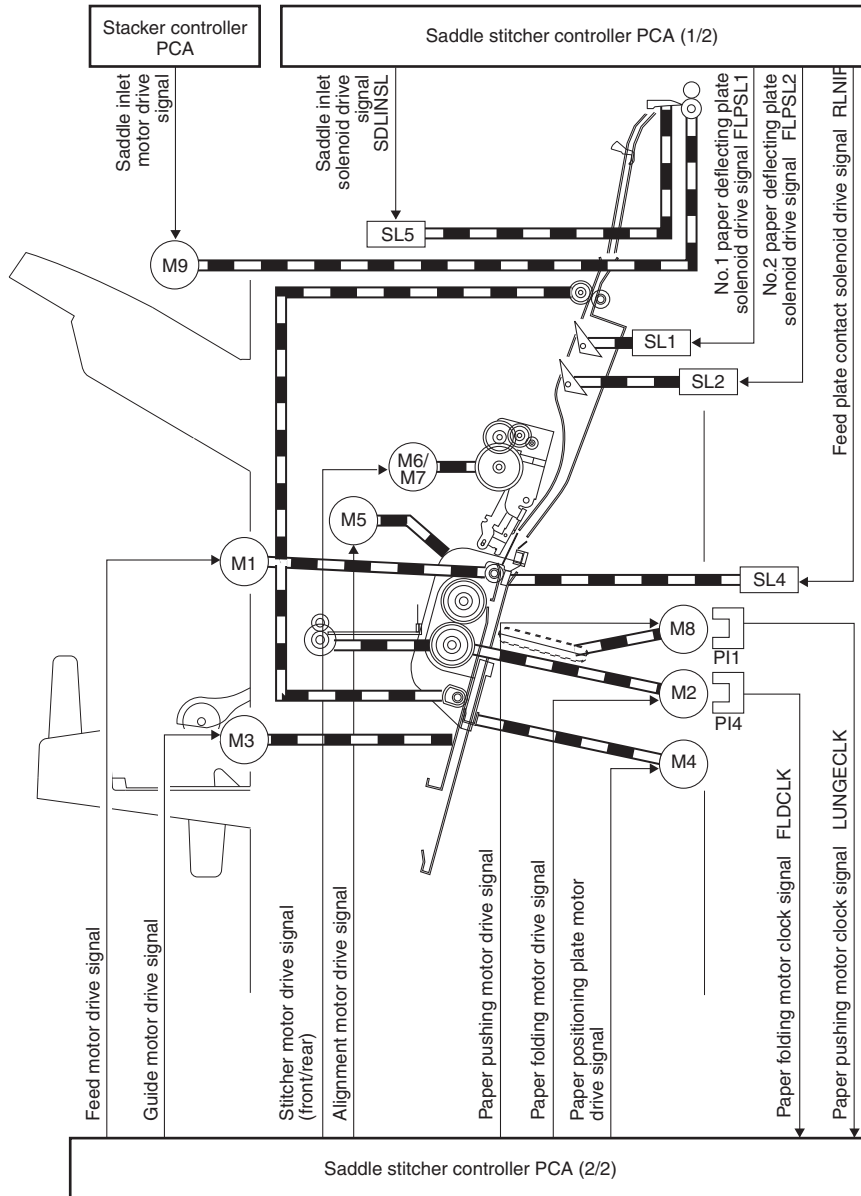 Stacker controller
PCA
Saddle stitcher controller PCA (1/2)
Saddle inlet
motor drive
signal
Saddle inlet
solenoid drive
signal
SDLINSL
No.1 paper deflecting plate
solenoid drive signal FLPSL1
No.2 paper deflecting plate
solenoid drive signal FLPSL2
Feed plate contact solenoid drive signal RLNIP
SL5
M9
SL1
SL2
M6/
M7
M5
M1
SL4
M8
PI1
M2
PI4
M3
M4
Feed motor drive signal
Guide motor drive signal
Stitcher motor drive signal
(front/rear)
Alignment motor drive signal
Paper pushing motor drive signal
Paper folding motor drive signal
Paper positioning plate motor
drive signal
Paper folding motor clock signal FLDCLK
Paper pushing motor clock signal LUNGECLK
Saddle stitcher controller PCA (2/2)